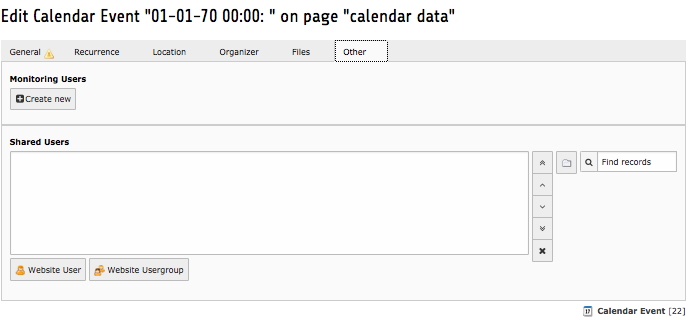 Edit Calendar Event "01-01-70 00:00: " on page "calendar data"
General Recurrence Location Organizer Files Other
Monitoring Users
Create new
Shared Users
Find records
Website User Website Usergroup
17 Calendar Event [22]